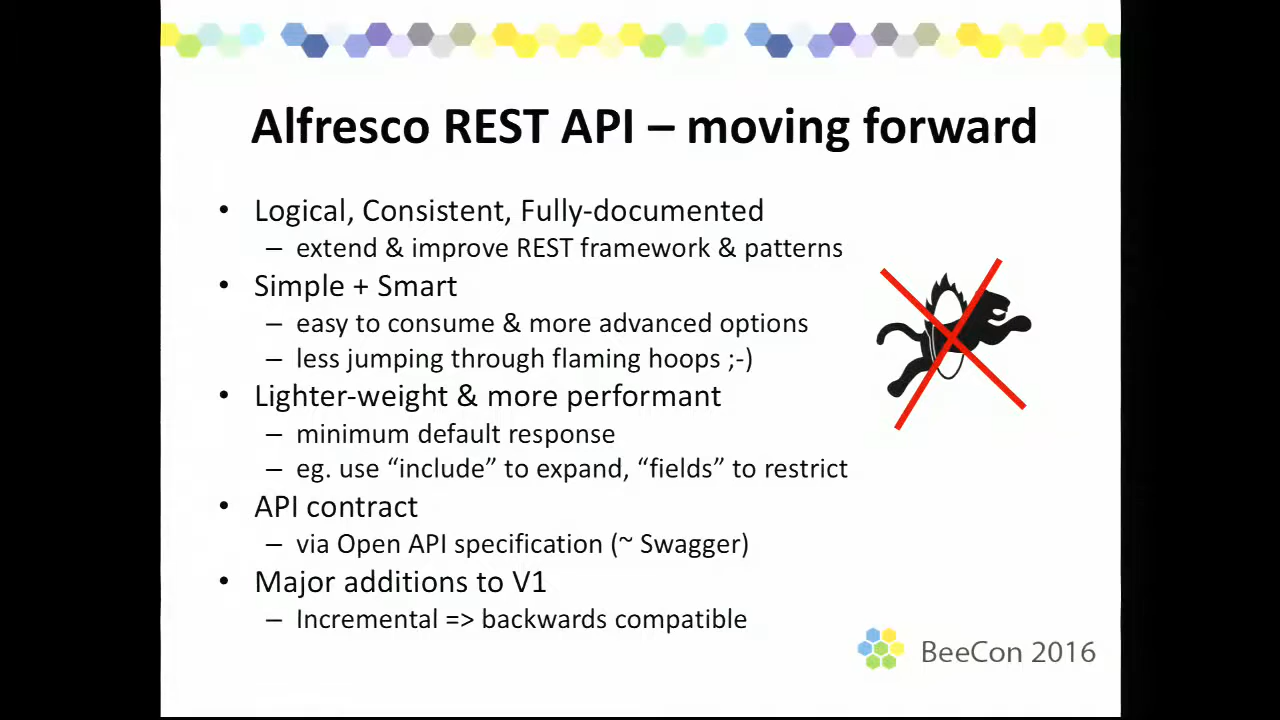 Alfresco REST API – moving forward
• Logical, Consistent, Fully-documented
– extend & improve REST framework & patterns
• Simple + Smart
– easy to consume & more advanced options
– less jumping through flaming hoops ;-)
• Lighter-weight & more performant
– minimum default response
– eg. use “include” to expand, “fields” to restrict
• API contract
– via Open API specification (~ Swagger)
• Major additions to V1
– Incremental => backwards compatible
BeeCon 2016